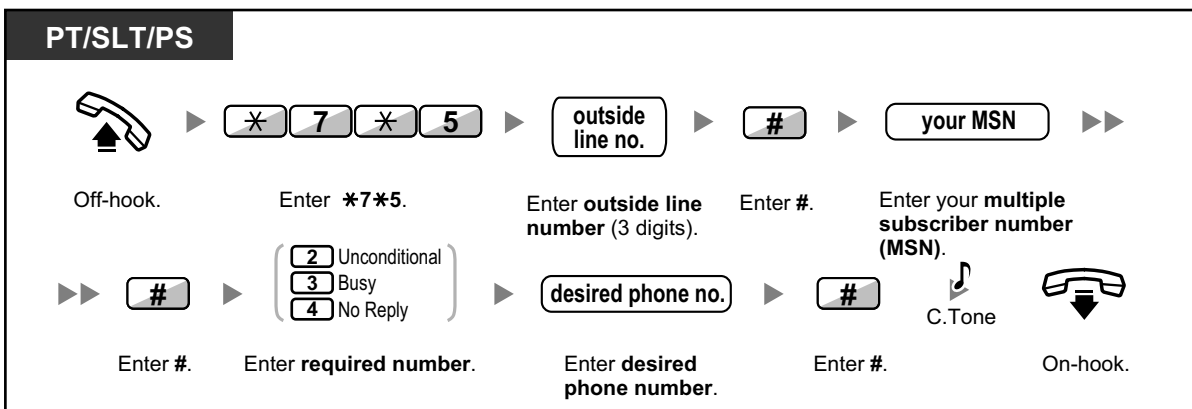 PT/SLT/PS
✳ 7 ✳ 5
outside
line no.
#
your MSN
Off-hook.
Enter ✳7✳5.
Enter outside line
number (3 digits).
Enter #.
Enter your multiple
subscriber number
(MSN).
#
2 Unconditional
3 Busy
4 No Reply
desired phone no.
#
C.Tone
Enter #.
Enter required number.
Enter desired
phone number.
Enter #.
On-hook.